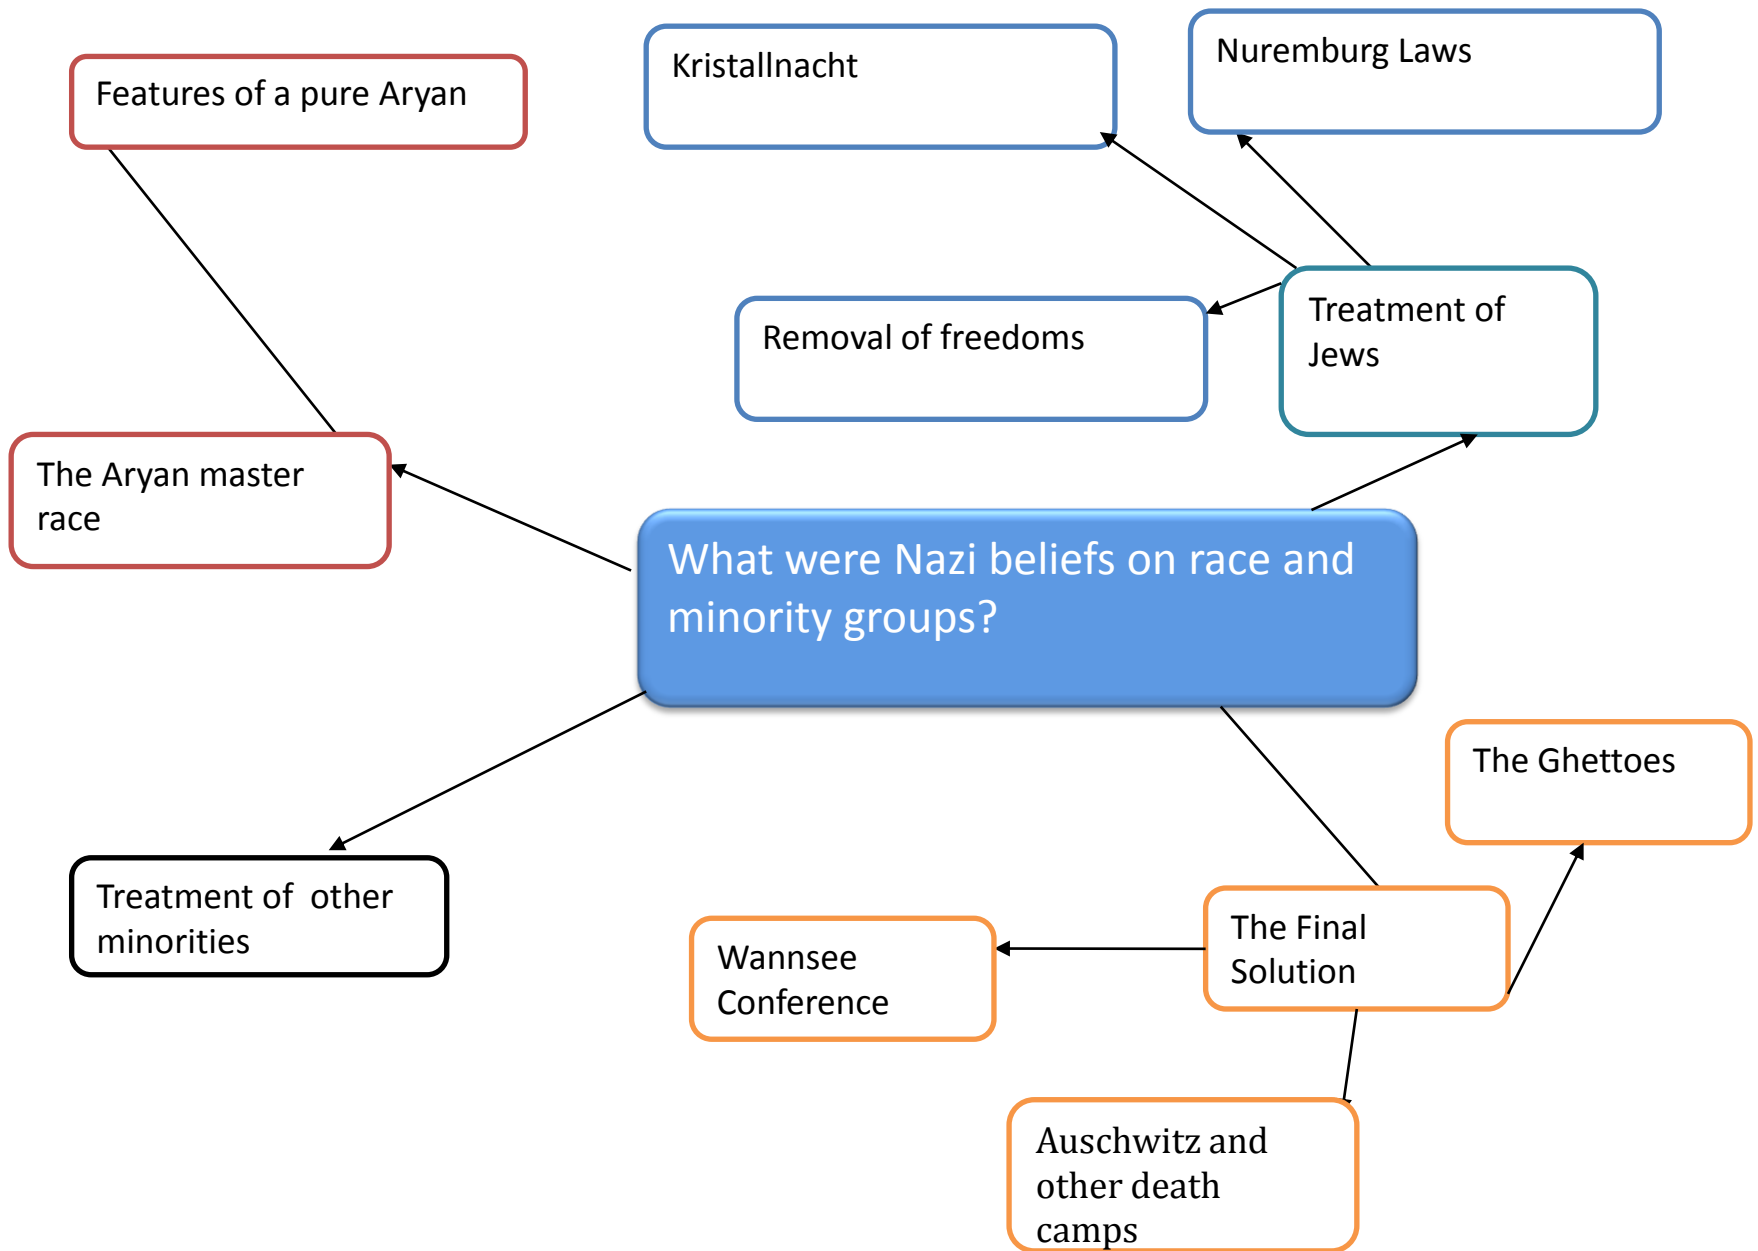 Kristallnacht
Nuremburg Laws
Features of a pure Aryan
Removal of freedoms
Treatment of
Jews
The Aryan master
race
What were Nazi beliefs on race and
minority groups?
The Ghettoes
Treatment of  other
minorities
The Final
Solution
Wannsee
Conference
Auschwitz and
other death
camps